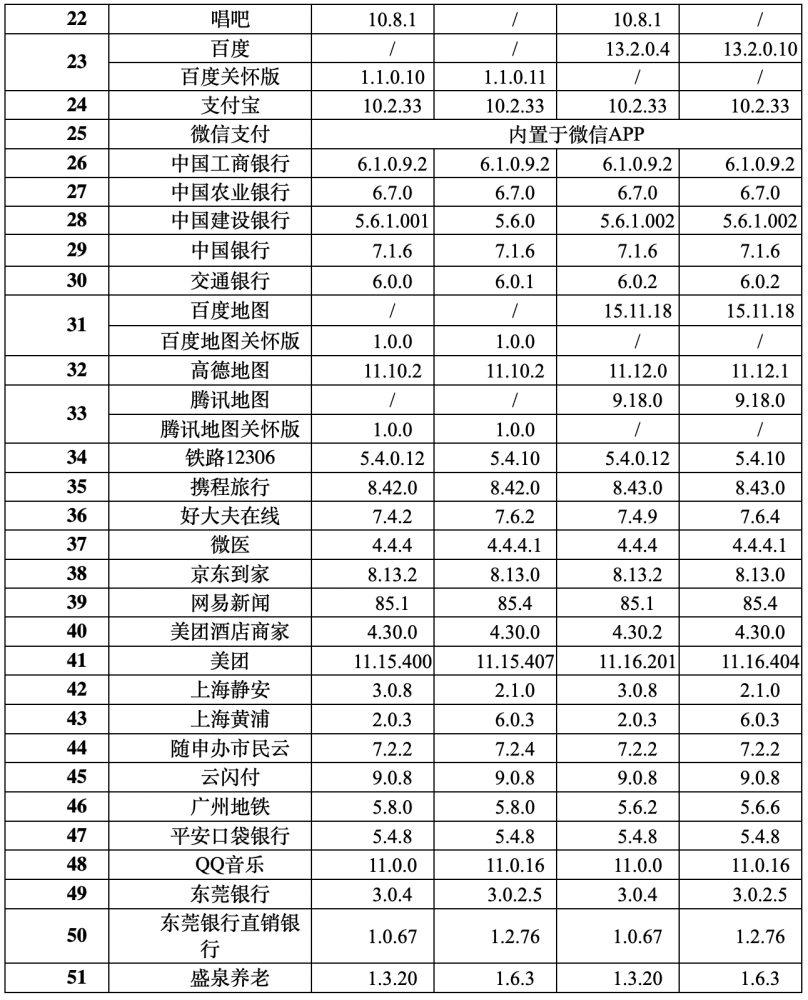 22 唱吧 10.8.1 / 10.8.1 /
23 百度 / / 13.2.0.4 13.2.0.10
百度关怀版 1.1.0.10 1.1.0.11 / /
24 支付宝 10.2.33 10.2.33 10.2.33 10.2.33
25 微信支付 内置于微信APP
26 中国工商银行 6.1.0.9.2 6.1.0.9.2 6.1.0.9.2 6.1.0.9.2
27 中国农业银行 6.7.0 6.7.0 6.7.0 6.7.0
28 中国建设银行 5.6.1.001 5.6.0 5.6.1.002 5.6.1.002
29 中国银行 7.1.6 7.1.6 7.1.6 7.1.6
30 交通银行 6.0.0 6.0.1 6.0.2 6.0.2
31 百度地图 / / 15.11.18 15.11.18
百度地图关怀版 1.0.0 1.0.0 / /
32 高德地图 11.10.2 11.10.2 11.12.0 11.12.1
33 腾讯地图 / / 9.18.0 9.18.0
腾讯地图关怀版 1.0.0 1.0.0 / /
34 铁路12306 5.4.0.12 5.4.10 5.4.0.12 5.4.10
35 携程旅行 8.42.0 8.42.0 8.43.0 8.43.0
36 好大夫在线 7.4.2 7.6.2 7.4.9 7.6.4
37 微医 4.4.4 4.4.4.1 4.4.4 4.4.4.1
38 京东到家 8.13.2 8.13.0 8.13.2 8.13.0
39 网易新闻 85.1 85.4 85.1 85.4
40 美团酒店商家 4.30.0 4.30.0 4.30.2 4.30.0
41 美团 11.15.400 11.15.407 11.16.201 11.16.404
42 上海静安 3.0.8 2.1.0 3.0.8 2.1.0
43 上海黄浦 2.0.3 6.0.3 2.0.3 6.0.3
44 随申办市民云 7.2.2 7.2.4 7.2.2 7.2.2
45 云闪付 9.0.8 9.0.8 9.0.8 9.0.8
46 广州地铁 5.8.0 5.8.0 5.6.2 5.6.6
47 平安口袋银行 5.4.8 5.4.8 5.4.8 5.4.8
48 QQ音乐 11.0.0 11.0.16 11.0.0 11.0.16
49 东莞银行 3.0.4 3.0.2.5 3.0.4 3.0.2.5
50 东莞银行直销银
行 1.0.67 1.2.76 1.0.67 1.2.76
51 盛泉养老 1.3.20 1.6.3 1.3.20 1.6.3